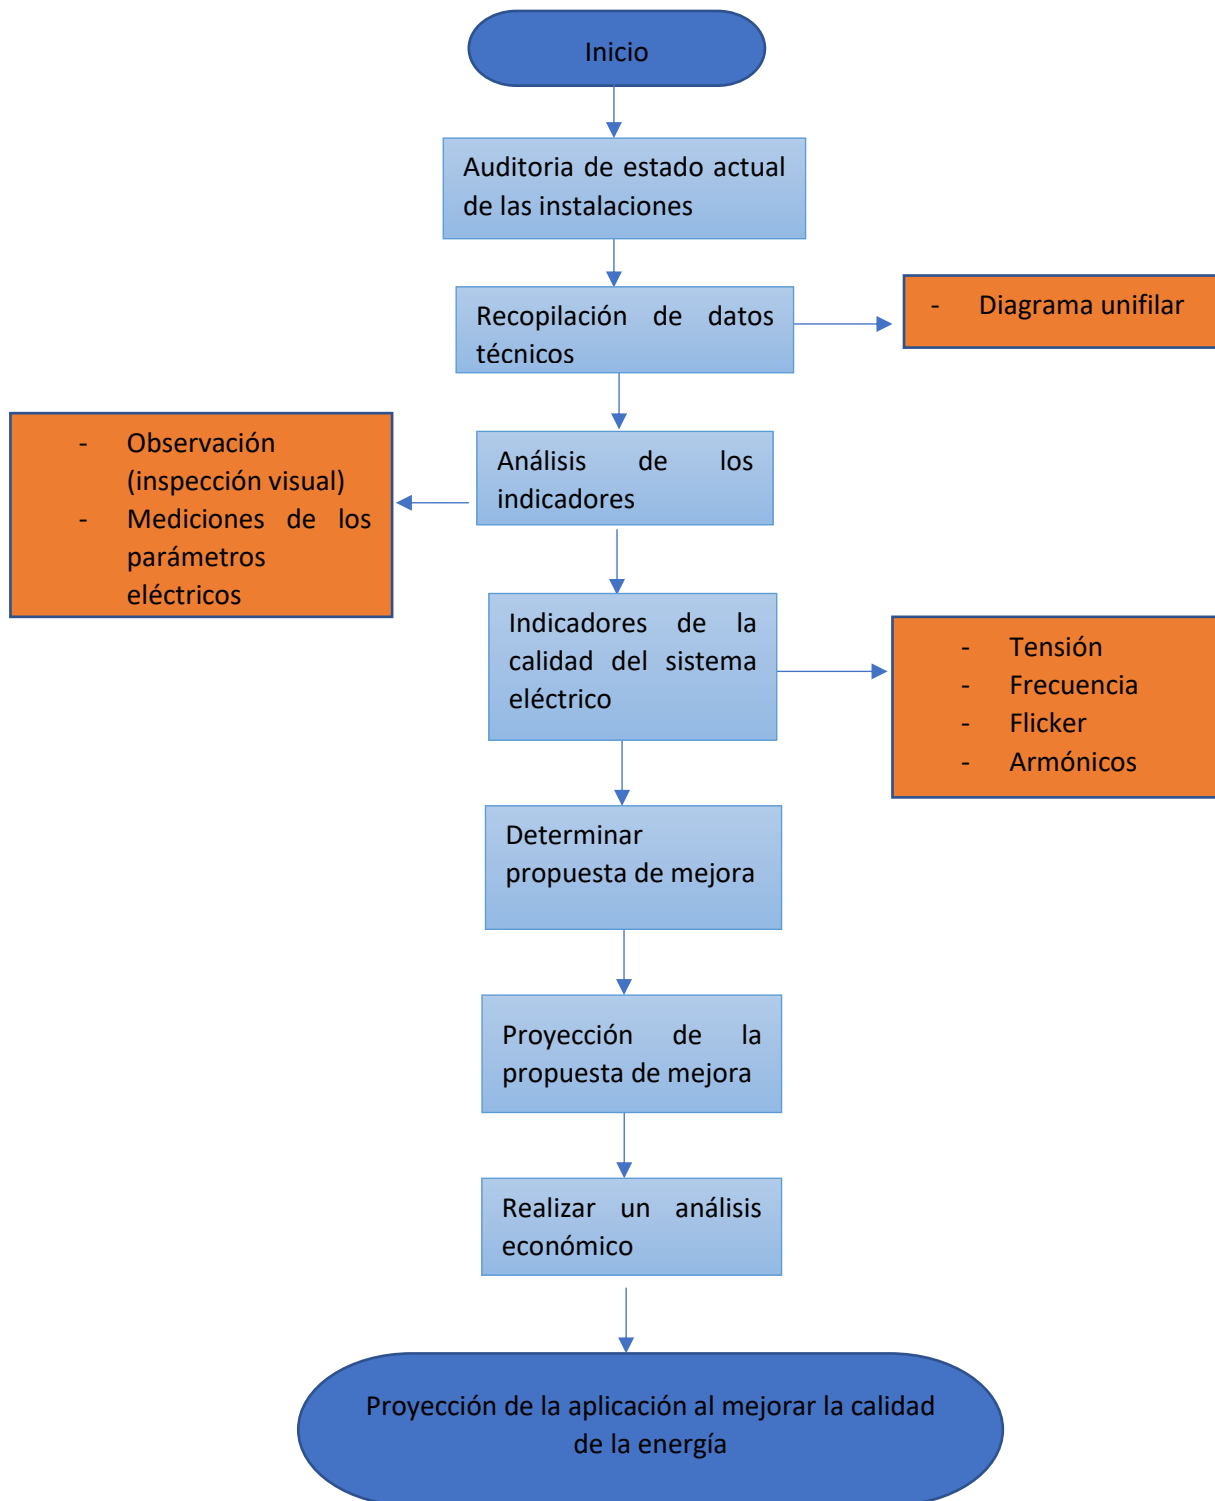 Inicio
Auditoria de estado actual
de las instalaciones
Recopilación de datos
técnicos
- Diagrama unifilar
Análisis de los
indicadores
- Observación
(inspección visual)
- Mediciones de los
parámetros
eléctricos
Indicadores de la
calidad del sistema
eléctrico
- Tensión
- Frecuencia
- Flicker
- Armónicos
Determinar
propuesta de mejora
Proyección de la
propuesta de mejora
Realizar un análisis
económico
Proyección de la aplicación al mejorar la calidad
de la energía